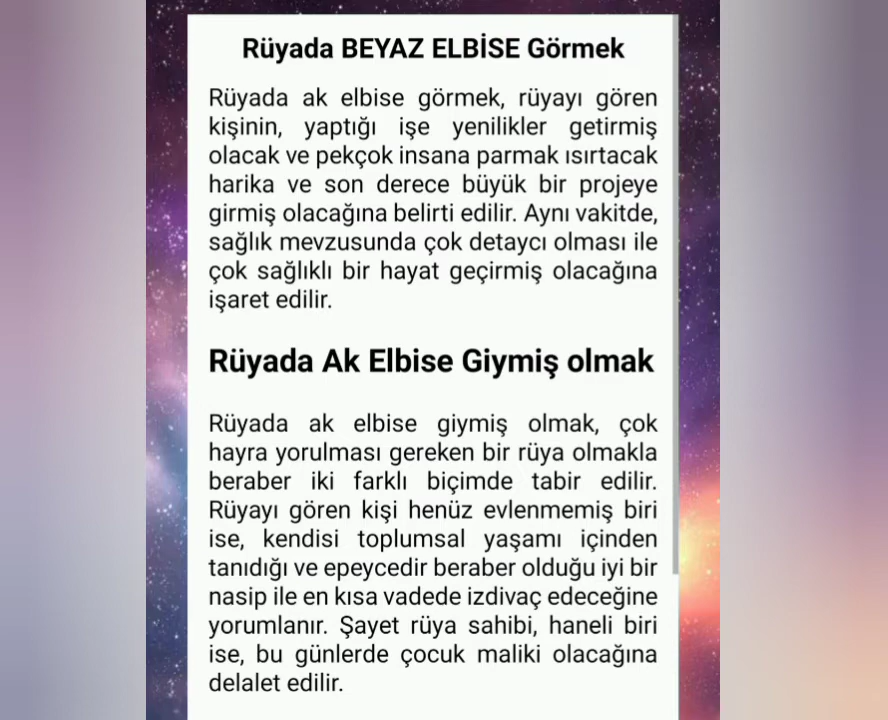 Rüyada BEYAZ ELBİSE Görmek
Rüyada ak elbise görmek, rüyayı gören
kişinin, yaptığı işe yenilikler getirmiş
olacak ve pekçok insana parmak ısırtacak
harika ve son derece büyük bir projeye
girmiş olacağına belirti edilir. Aynı vakitde,
sağlık mevzusunda çok detaycı olması ile
çok sağlıklı bir hayat geçirmiş olacağına
işaret edilir.
Rüyada Ak Elbise Giymiş olmak
Rüyada ak elbise giymiş olmak, çok
hayra yorulması gereken bir rüya olmakla
beraber iki farklı biçimde tabir edilir.
Rüyayı gören kişi henüz evlenmemiş biri
ise, kendisi toplumsal yaşamı içinden
tanıdığı ve epeycedir beraber olduğu iyi bir
nasip ile en kısa vadede izdivaç edeceğine
yorumlanır. Şayet rüya sahibi, haneli biri
ise, bu günlerde çocuk maliki olacağına
delalet edilir.